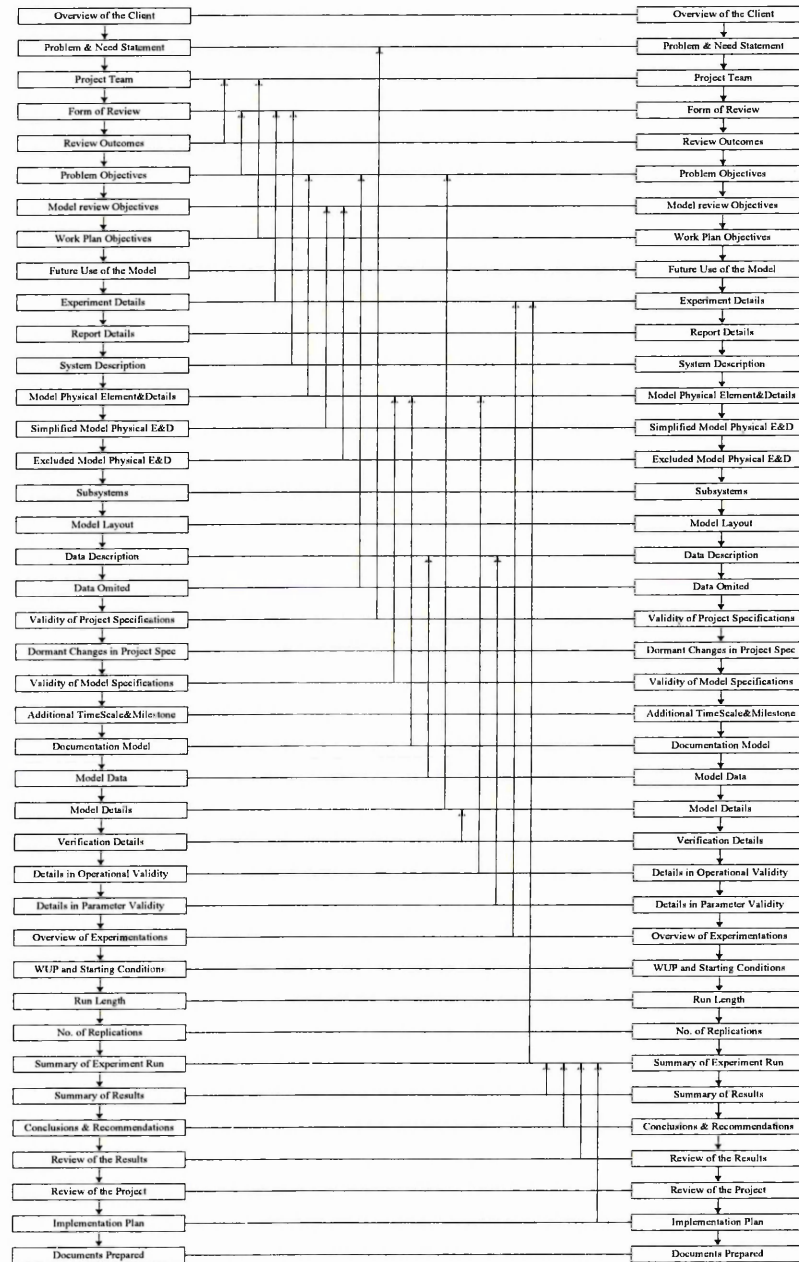 Overview of the Client
Problem & Need Statement
Project Team
Form of Review
Review Outcomes
Problem Objectives
Model review Objectives
Work Plan Objectives
Future Use of the Model
Experiment Details
Report Details
System Description
Model Physical Element&Details
Simplified Model Physical E&D
Excluded Model Physical E&D
Subsystems
Model Layout
Data Description
Data Omited
Validity of Project Specifications
Dormant Changes in Project Spec
Validity of Model Specifications
Additional TimeScale&Milestone
Documentation Model
Model Data
Model Details
Verification Details
Details in Operational Validity
Details in Parameter Validity
Overview of Experimentations
WUP and Starting Conditions
Run Length
No. of Replications
Summary of Experiment Run
Summary of Results
Conclusions & Recommendations
Review of the Results
Review of the Project
Implementation Plan
Documents Prepared
Overview of the Client
Problem & Need Statement
Project Team
Form of Review
Review Outcomes
Problem Objectives
Model review Objectives
Work Plan Objectives
Future Use of the Model
Experiment Details
Report Details
System Description
Model Physical Element&Details
Simplified Model Physical E&D
Excluded Model Physical E&D
Subsystems
Model Layout
Data Description
Data Omited
Validity of Project Specifications
Dormant Changes in Project Spec
Validity of Model Specifications
Additional TimeScale&Milestone
Documentation Model
Model Data
Model Details
Verification Details
Details in Operational Validity
Details in Parameter Validity
Overview of Experimentations
WUP and Starting Conditions
Run Length
No. of Replications
Summary of Experiment Run
Summary of Results
Conclusions & Recommendations
Review of the Results
Review of the Project
Implementation Plan
Documents Prepared